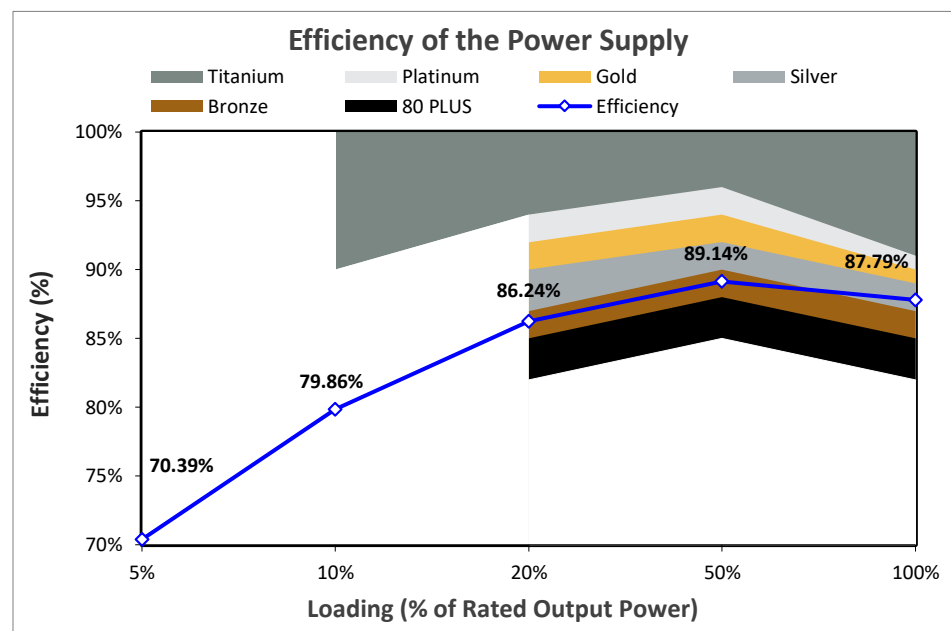 Efficiency of the Power Supply
Titanium Platinum Gold Silver
Bronze 80 PLUS Efficiency
100%
95%
90%
85%
80%
75%
70%
Efficiency (%)
70.39%
79.86%
86.24%
89.14%
87.79%
5% 10% 20% 50% 100%
Loading (% of Rated Output Power)